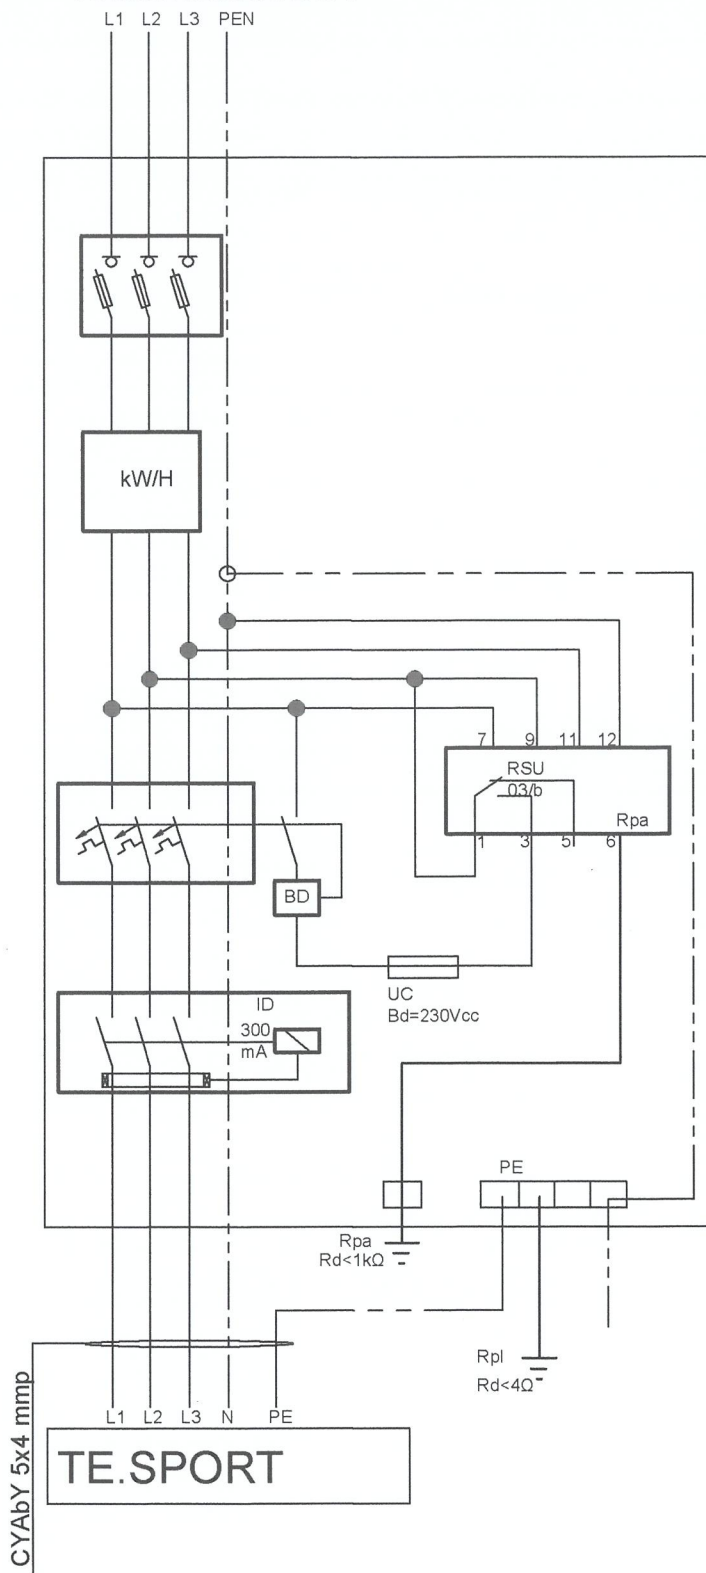 L1 L2 L3 PEN
kW/H
7 9 11 12
RSU
03/b
Rpa
1 3 5 6
BD
UC
Bd=230Vcc
ID
300
mA
PE
Rpa
Rd<1kΩ
Rpl
Rd<4Ω
L1 L2 L3 N PE
TE.SPORT
CYAbY 5x4 mmp